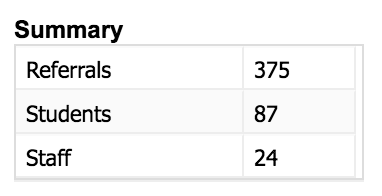 Summary
Referrals 375
Students 87
Staff 24